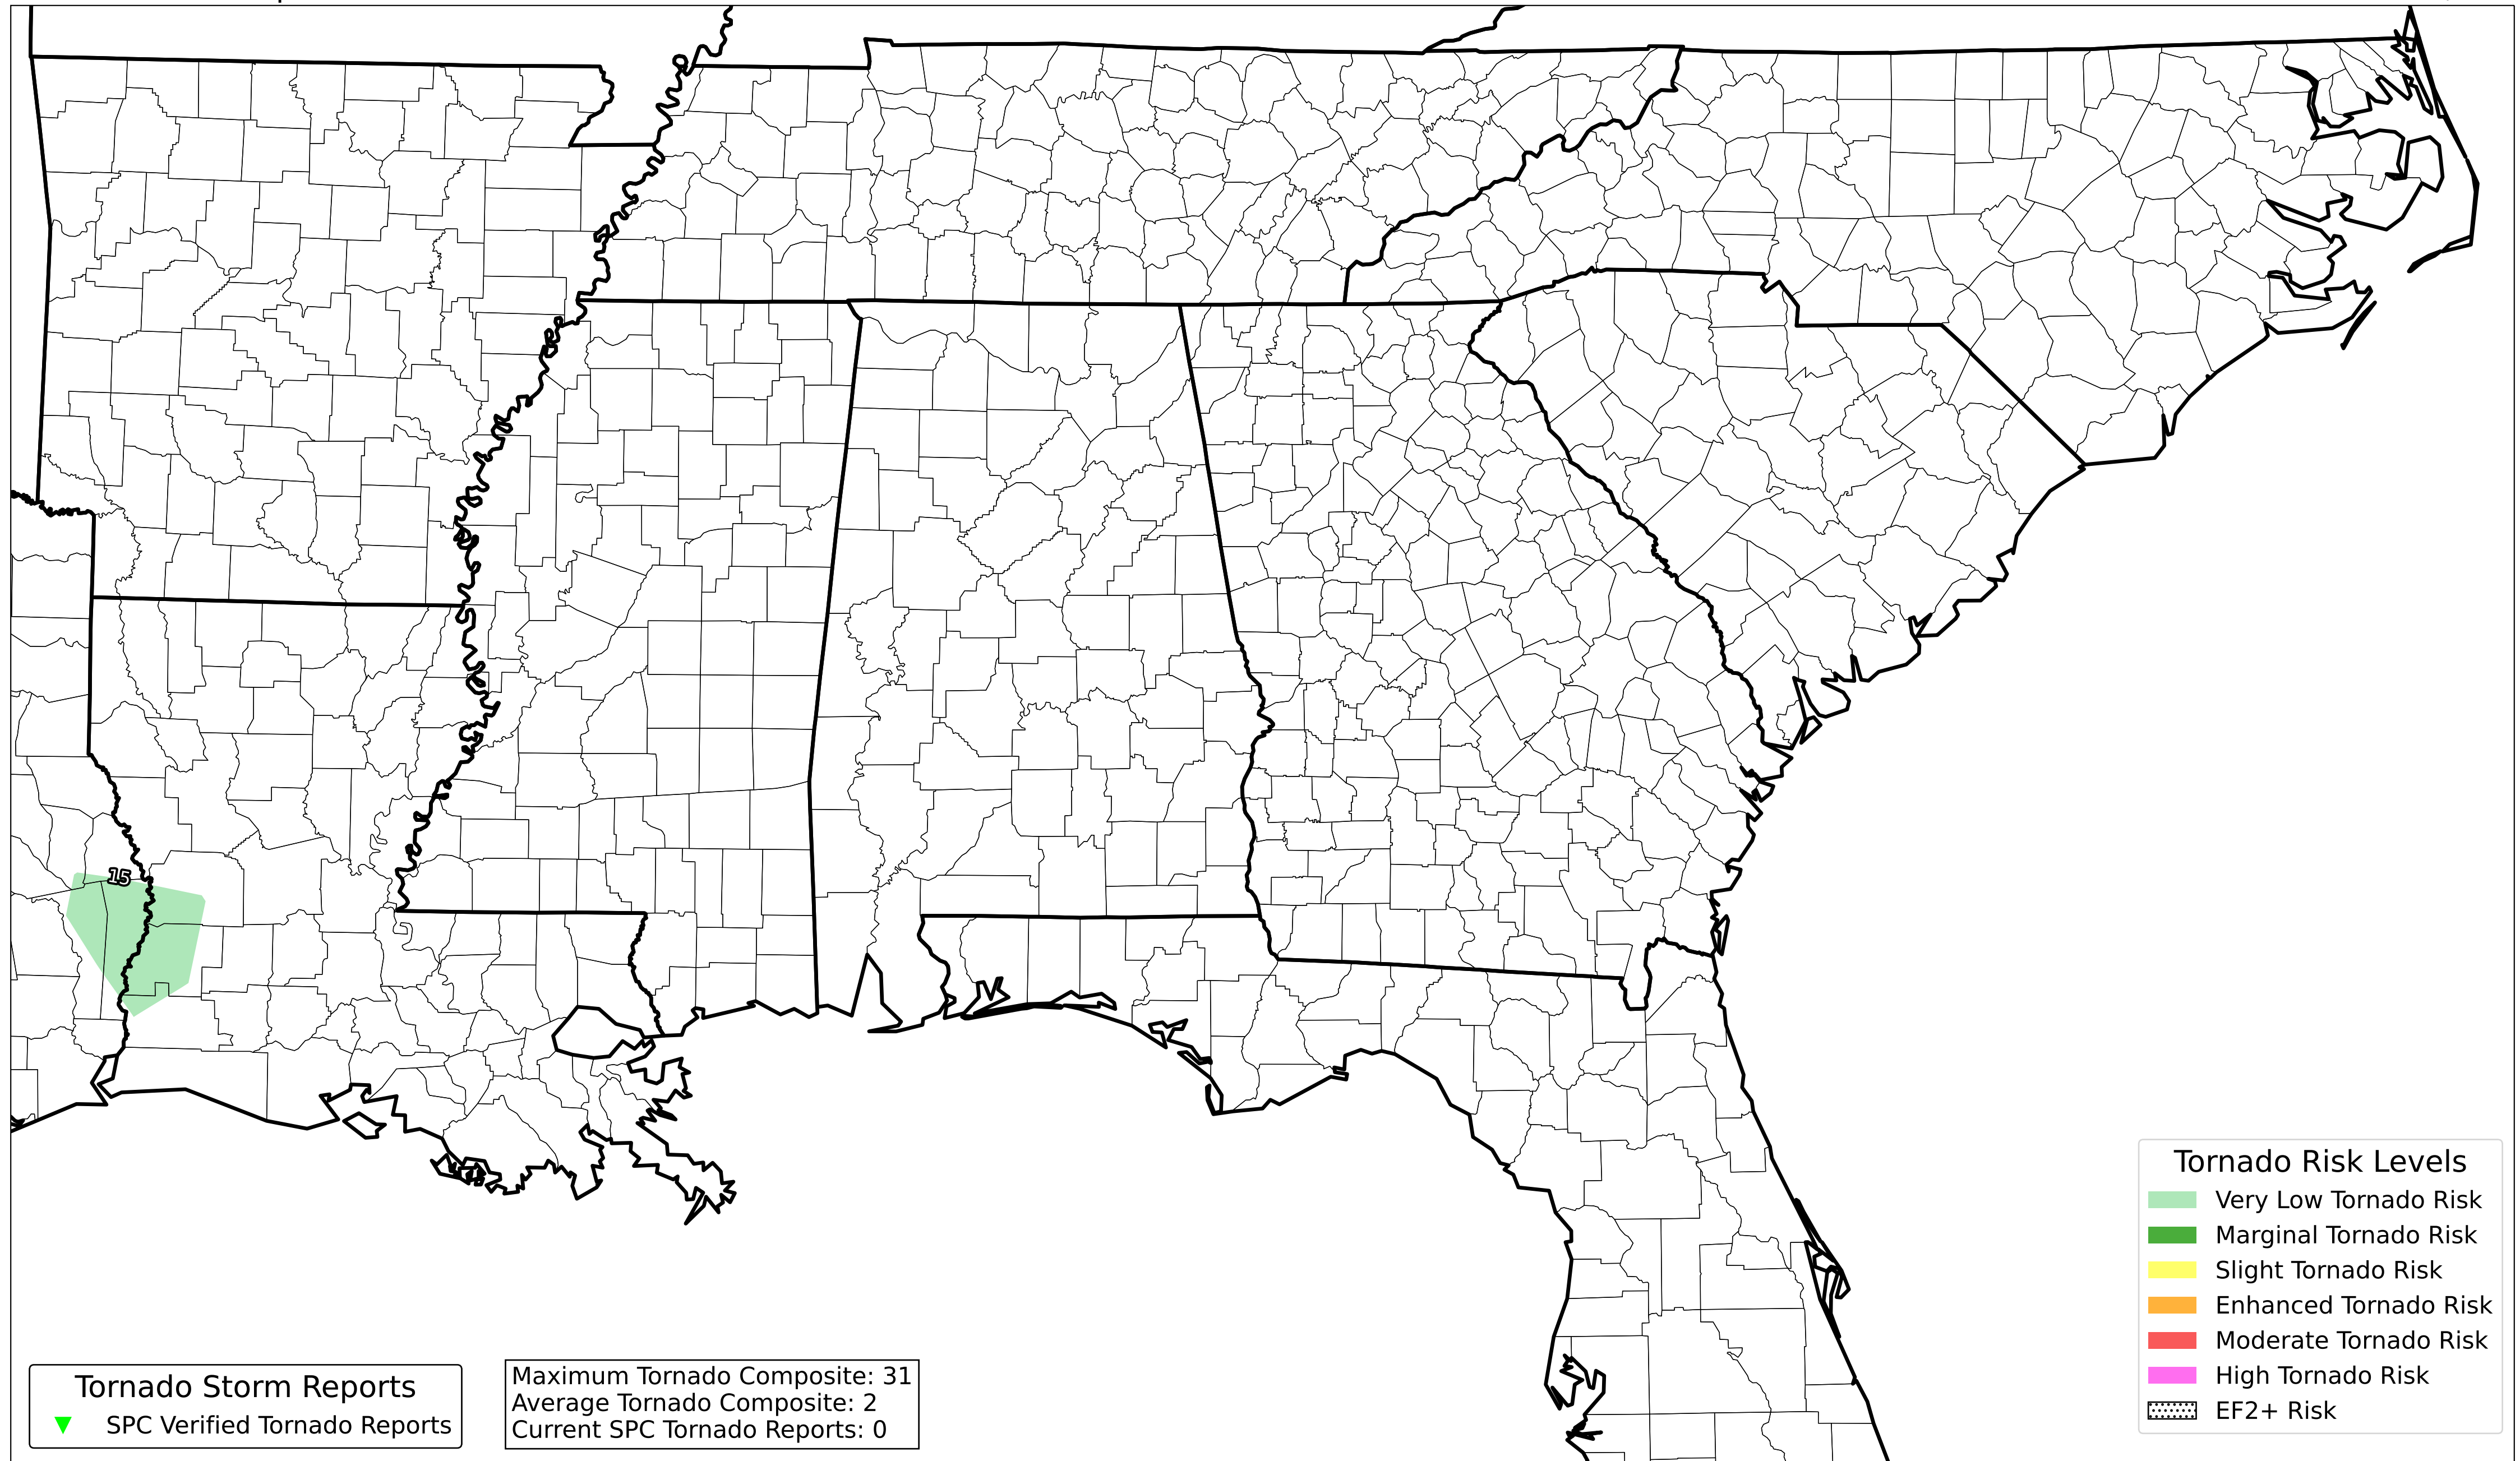 15
Tornado Storm Reports
SPC Verified Tornado Reports
Maximum Tornado Composite: 31
Average Tornado Composite: 2
Current SPC Tornado Reports: 0
Tornado Risk Levels
Very Low Tornado Risk
Marginal Tornado Risk
Slight Tornado Risk
Enhanced Tornado Risk
Moderate Tornado Risk
High Tornado Risk
EF2+ Risk